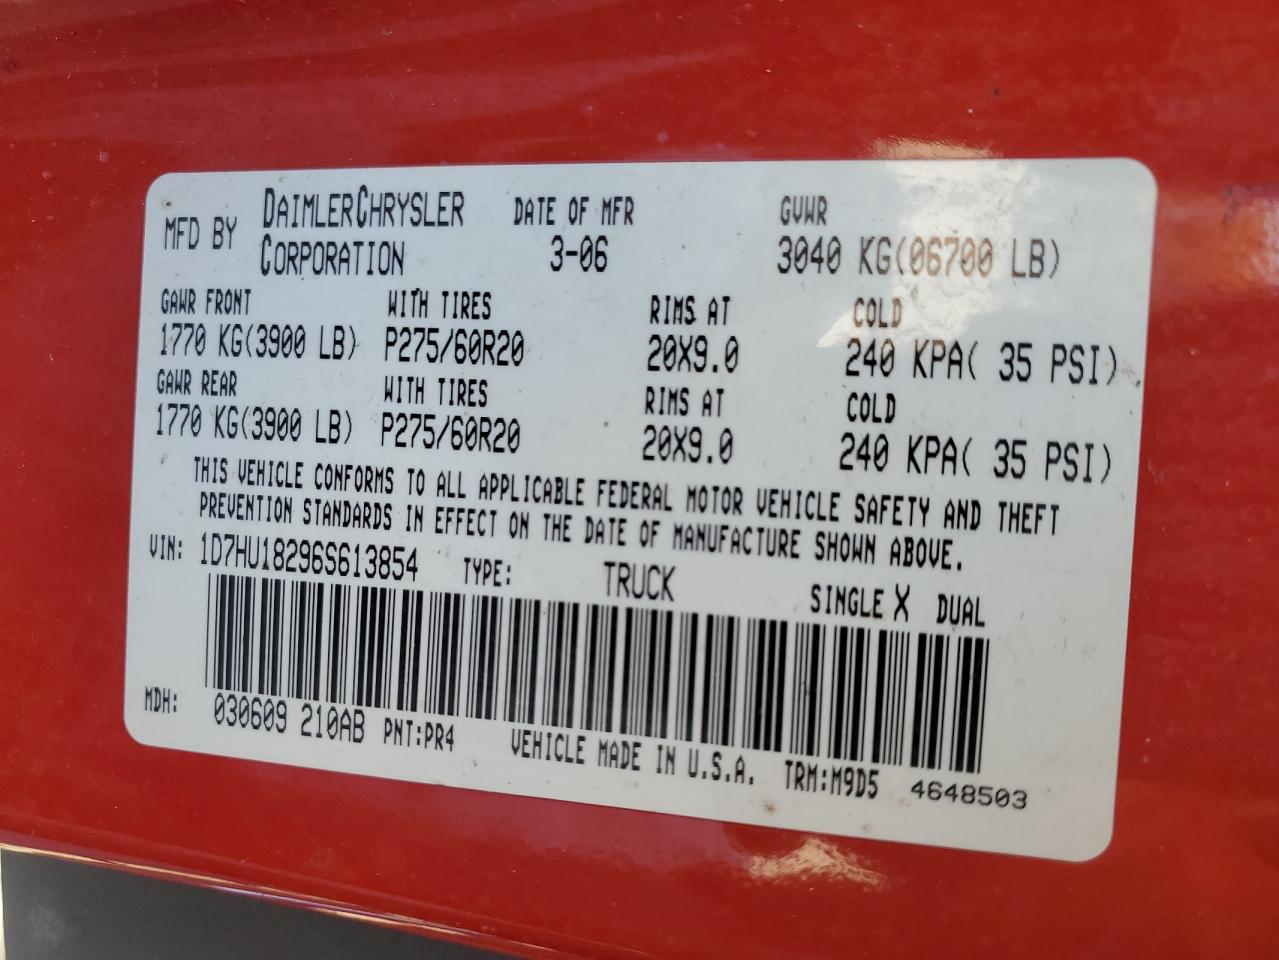 MFD BY DAIMLERCHRYSLER CORPORATION DATE OF MFR 3-06 GVWR 3040 KG(06700 LB)
GAWR FRONT WITH TIRES RIMS AT COLD
1770 KG(3900 LB) P275/60R20 20X9.0 240 KPA( 35 PSI)
GAWR REAR WITH TIRES RIMS AT COLD
1770 KG(3900 LB) P275/60R20 20X9.0 240 KPA( 35 PSI)
THIS VEHICLE CONFORMS TO ALL APPLICABLE FEDERAL MOTOR VEHICLE SAFETY AND THEFT
PREVENTION STANDARDS IN EFFECT ON THE DATE OF MANUFACTURE SHOWN ABOVE.
VIN: 1D7HU18296S613854 TYPE: TRUCK SINGLE X DUAL
MDH: 030609 210AB PNT:PR4 VEHICLE MADE IN U.S.A. TRM:M9D5 4648503